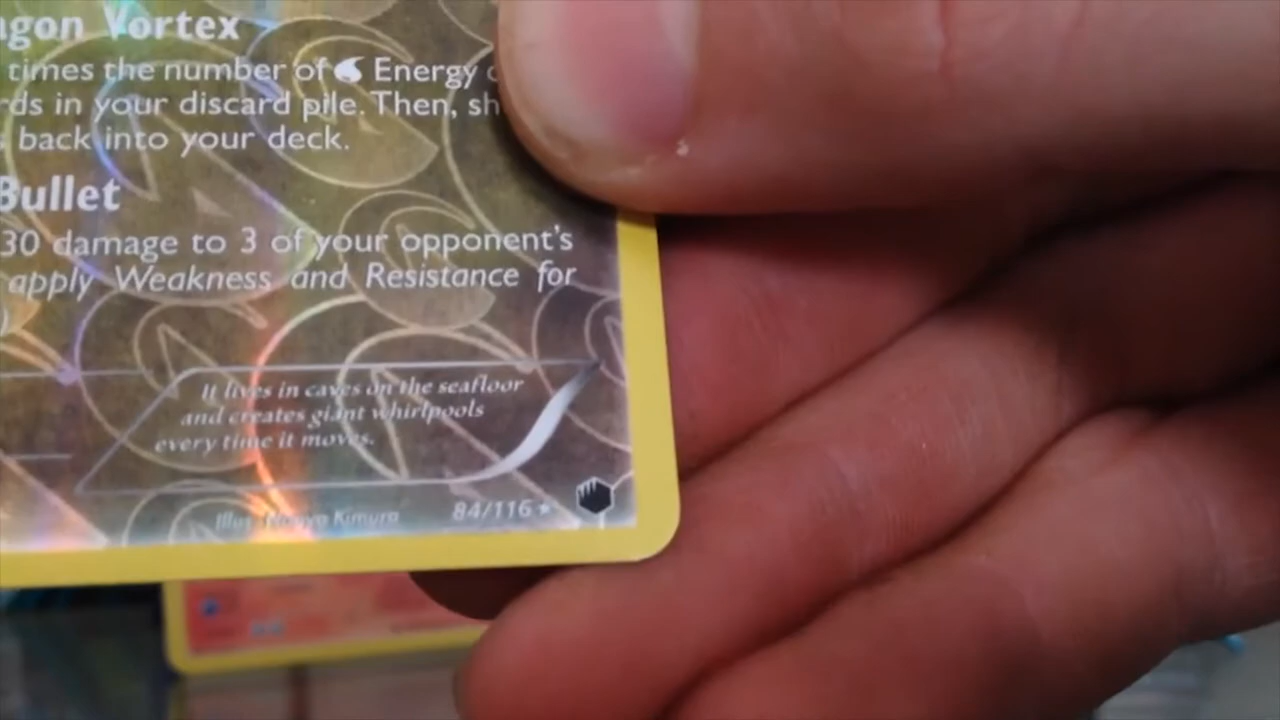 agon Vortex
times the number of Energy
rds in your discard pile. Then, sh
back into your deck.
Bullet
30 damage to 3 of your opponent's
apply Weakness and Resistance for
It lives in caves on the seafloor
and creates giant whirlpools
every time it moves.
Illus. Naoyo Kimura
84/116